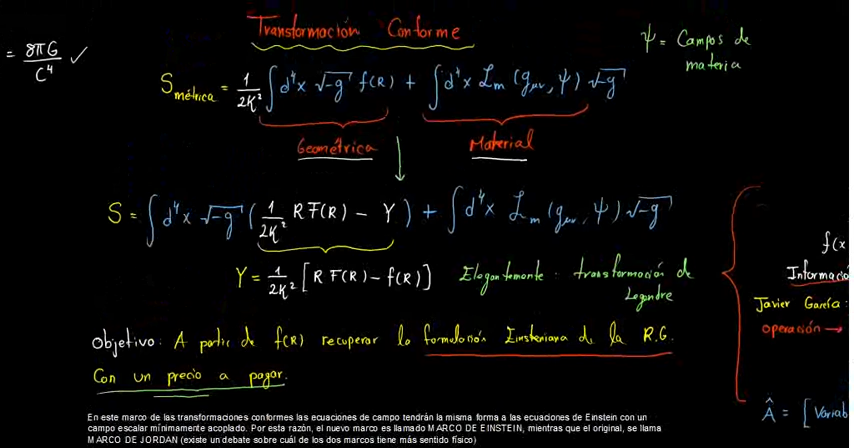 Transformación Conforme
= 8πG / C⁴ ✓
ψ = Campos de
materia
S_métrica = 1/2K² ∫ d⁴x √-g f(R) + ∫ d⁴x ℒm (gμν, ψ) √-g
Geométrica
Material
S = ∫ d⁴x √-g ( 1/2K² R F(R) - Y ) + ∫ d⁴x ℒm (gμν, ψ) √-g
Y = 1/2K² [ R F(R) - f(R) ] Elegantemente: transformación de
Legendre
Objetivo: A partir de f(R) recuperar la formulación Einsteniana de la R.G.
Con un precio a pagar.
f(x
Informació
Javier García:
operación →
Â = [ Variab
En este marco de las transformaciones conformes las ecuaciones de campo tendrán la misma forma a las ecuaciones de Einstein con un
campo escalar mínimamente acoplado. Por esta razón, el nuevo marco es llamado MARCO DE EINSTEIN, mientras que el original, se llama
MARCO DE JORDAN (existe un debate sobre cuál de los dos marcos tiene más sentido físico)